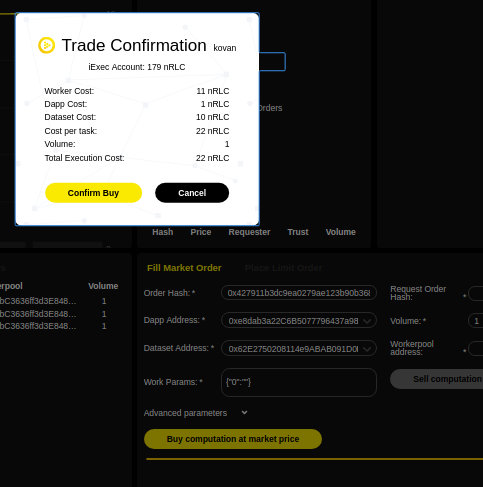 Trade Confirmation kovan
iExec Account: 179 nRLC
Worker Cost: 11 nRLC
Dapp Cost: 1 nRLC
Dataset Cost: 10 nRLC
Cost per task: 22 nRLC
Volume: 1
Total Execution Cost: 22 nRLC
Confirm Buy Cancel
Orders
Hash Price Requester Trust Volume
rs
erpool Volume
bC3636ff3d3E848... 1
bC3636ff3d3E848... 1
bC3636ff3d3E848... 1
Fill Market Order Place Limit Order
Order Hash: * 0x427911b3dc9ea0279ae123b90b36
Request Order Hash: *
Dapp Address: * 0xe8dab3a22C6B5077796437a98
Volume: * 1
Dataset Address: * 0x62E2750208114e9ABAB091D0
Workerpool address: *
Work Params: * {"0":""}
Sell computation
Advanced parameters
Buy computation at market price